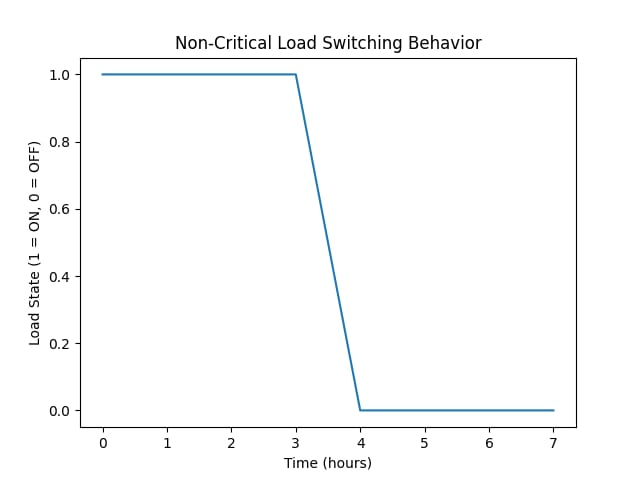 Non-Critical Load Switching Behavior
Load State (1 = ON, 0 = OFF)
1.0
0.8
0.6
0.4
0.2
0.0
0 1 2 3 4 5 6 7
Time (hours)